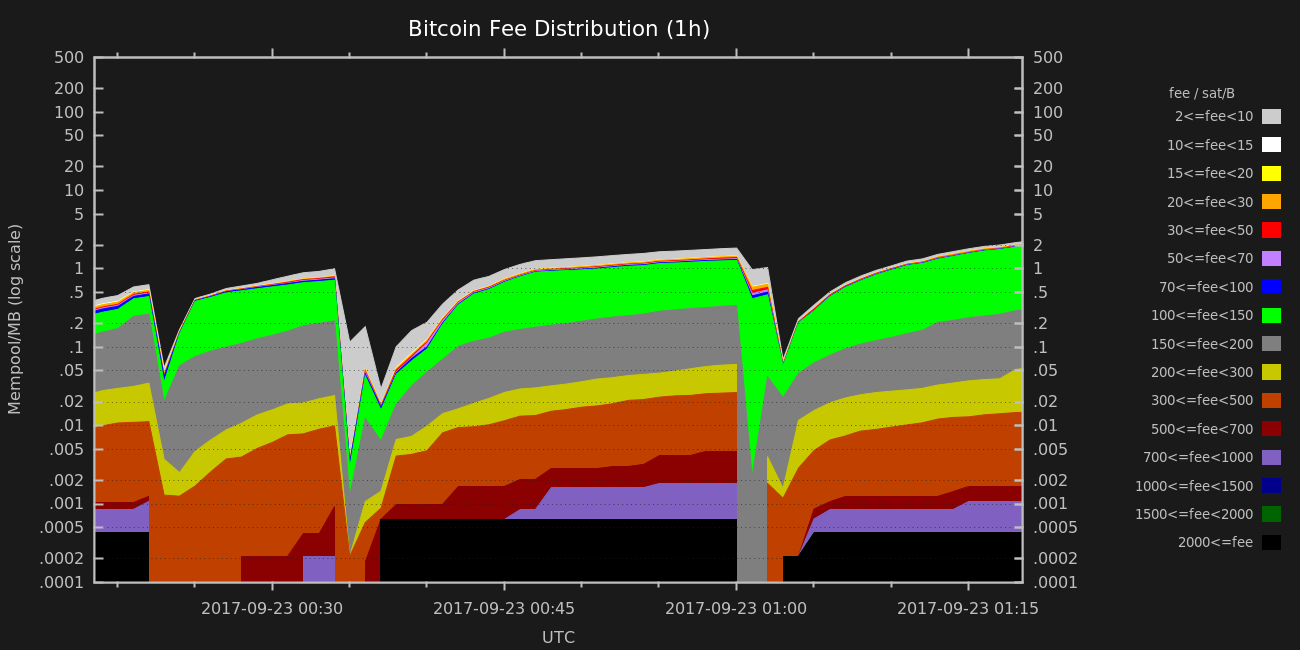 Bitcoin Fee Distribution (1h)
Mempool/MB (log scale)
500
200
100
50
20
10
5
2
1
.5
.2
.1
.05
.02
.01
.005
.002
.001
.0005
.0002
.0001
500
200
100
50
20
10
5
2
1
.5
.2
.1
.05
.02
.01
.005
.002
.001
.0005
.0002
.0001
2017-09-23 00:30
2017-09-23 00:45
2017-09-23 01:00
2017-09-23 01:15
UTC
fee / sat/B
2<=fee<10
10<=fee<15
15<=fee<20
20<=fee<30
30<=fee<50
50<=fee<70
70<=fee<100
100<=fee<150
150<=fee<200
200<=fee<300
300<=fee<500
500<=fee<700
700<=fee<1000
1000<=fee<1500
1500<=fee<2000
2000<=fee